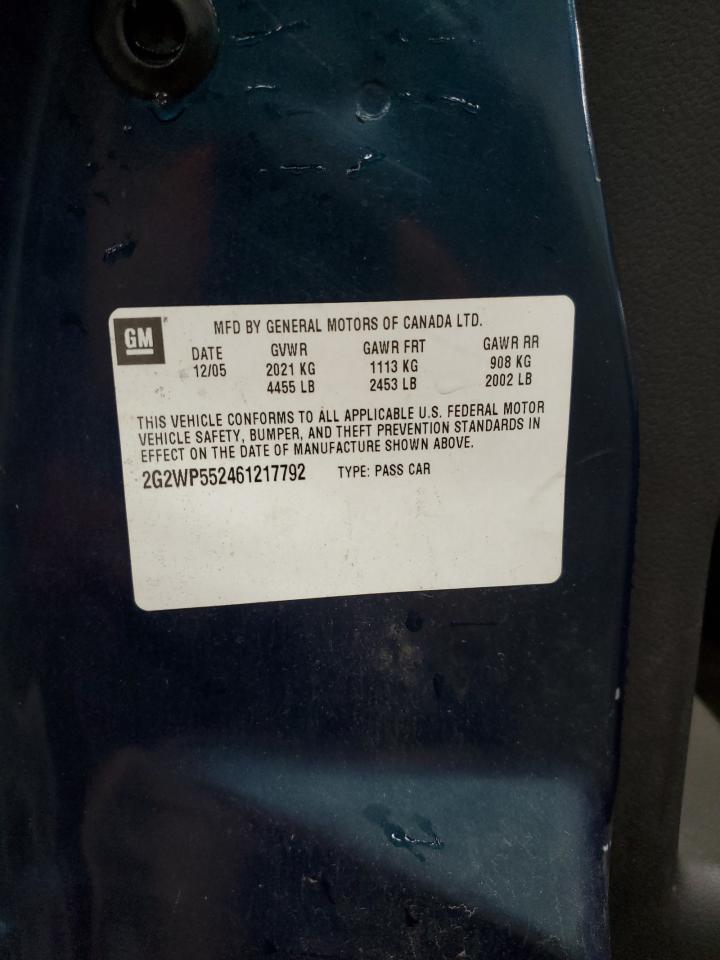 GM
MFD BY GENERAL MOTORS OF CANADA LTD.
DATE GVWR GAWR FRT GAWR RR
12/05 2021 KG 1113 KG 908 KG
4455 LB 2453 LB 2002 LB
THIS VEHICLE CONFORMS TO ALL APPLICABLE U.S. FEDERAL MOTOR
VEHICLE SAFETY, BUMPER, AND THEFT PREVENTION STANDARDS IN
EFFECT ON THE DATE OF MANUFACTURE SHOWN ABOVE.
2G2WP552461217792 TYPE: PASS CAR